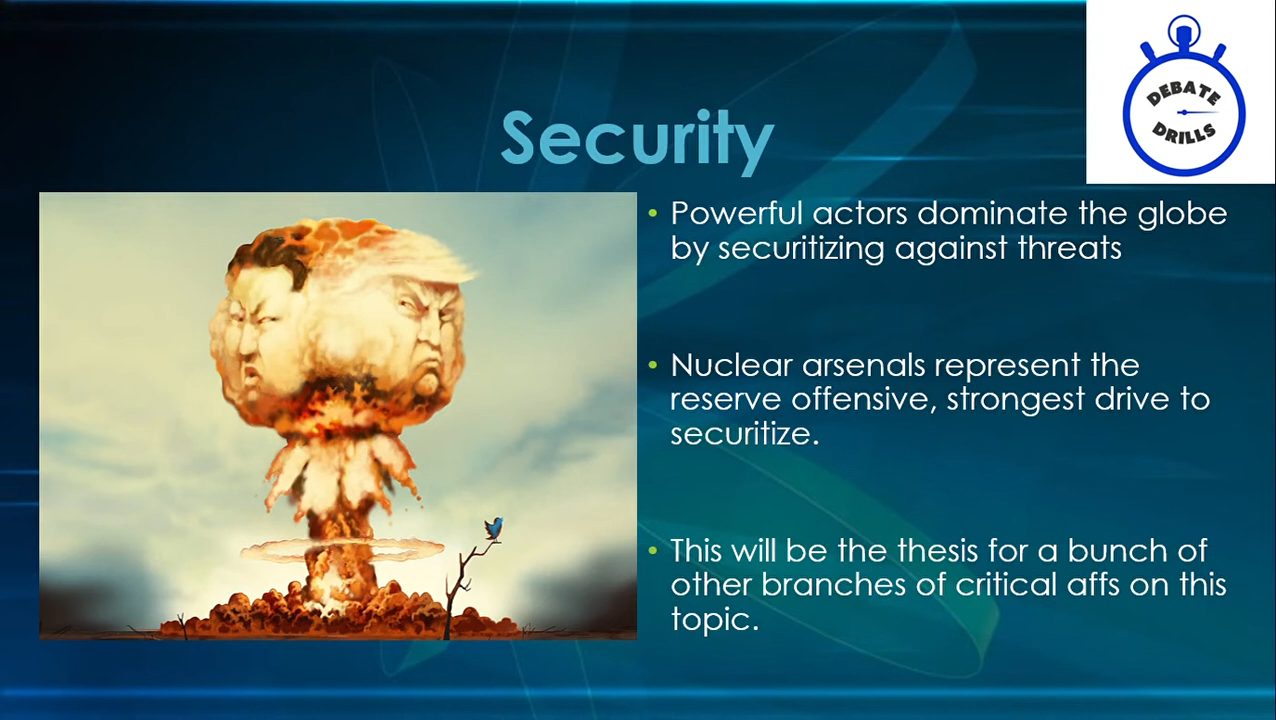 DEBATE
DRILLS
Security
• Powerful actors dominate the globe
by securitizing against threats
• Nuclear arsenals represent the
reserve offensive, strongest drive to
securitize.
• This will be the thesis for a bunch of
other branches of critical affs on this
topic.